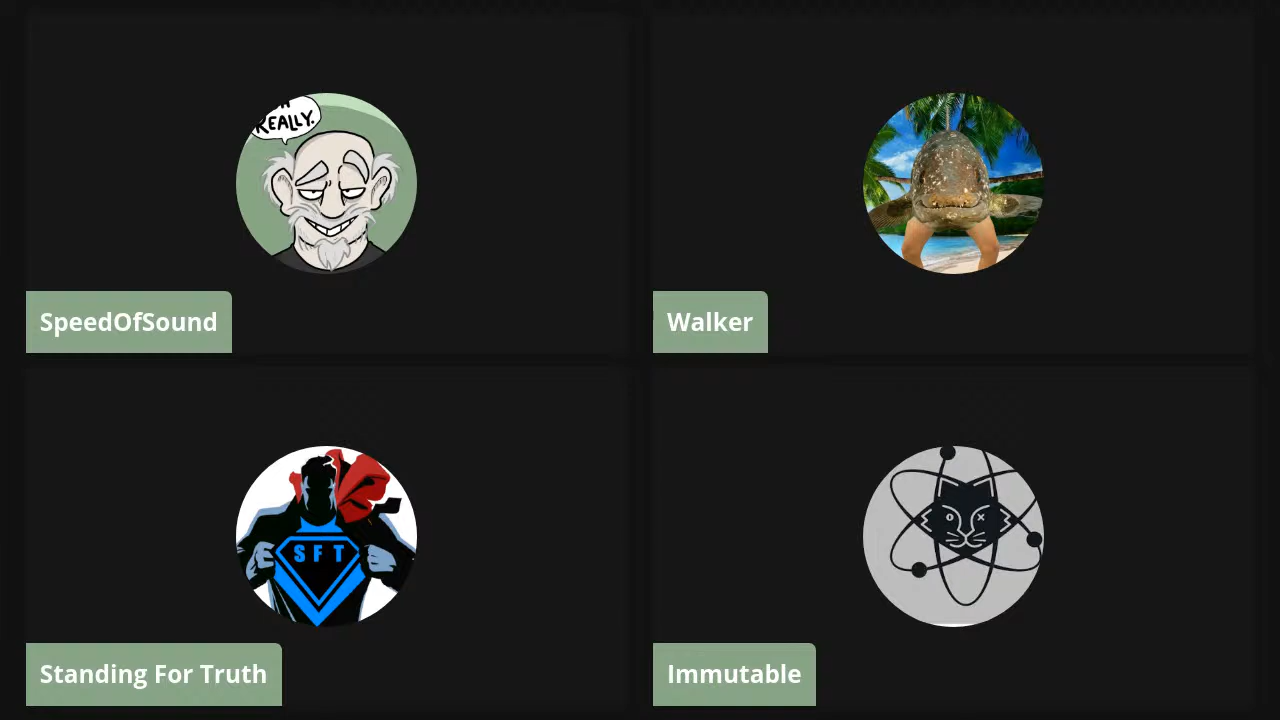 REALLY.
SpeedOfSound
Walker
SFT
Standing For Truth
Immutable